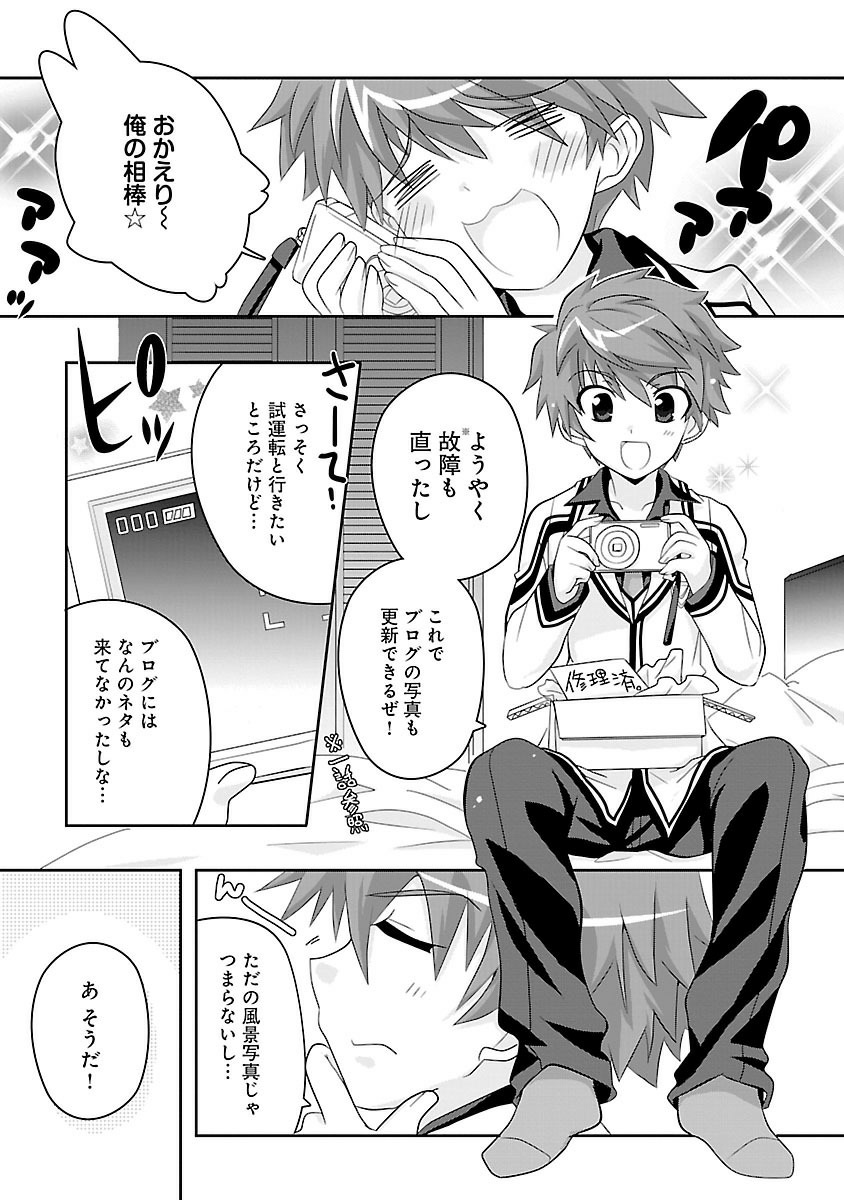 パアァァッ
おかえり〜
俺の相棒☆
ようやく
※故障も
直ったし
これで
ブログの写真も
更新できるぜ！
修理済。
※一話参照
さーて！
さっそく
試運転と行きたい
ところだけど…
ピッ
ブログには
なんのネタも
来てなかったしな…
ん
ただの風景写真じゃ
つまらないし…
あ そうだ！